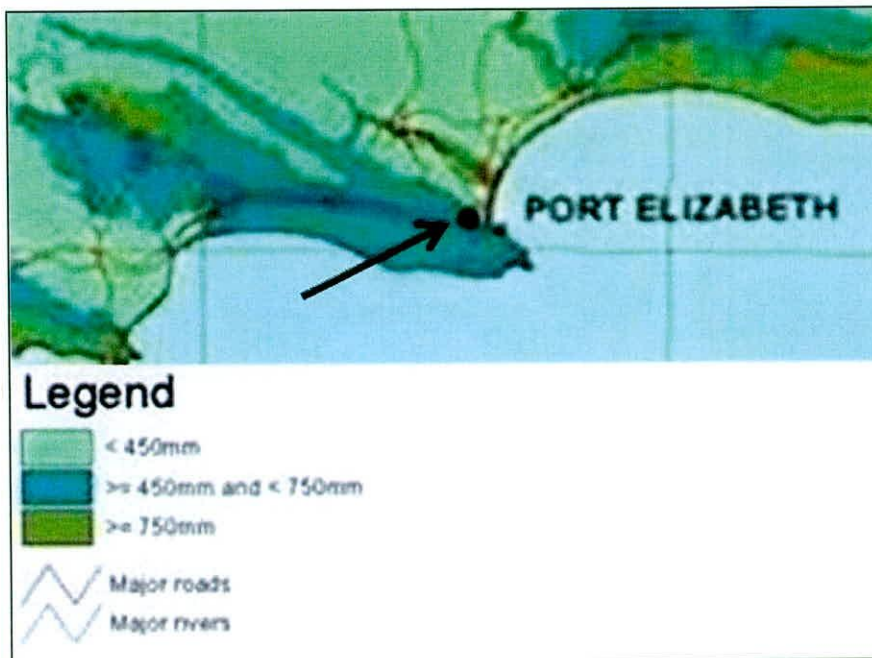 PORT ELIZABETH
Legend
< 450mm
>= 450mm and < 750mm
>= 750mm
Major roads
Major rivers